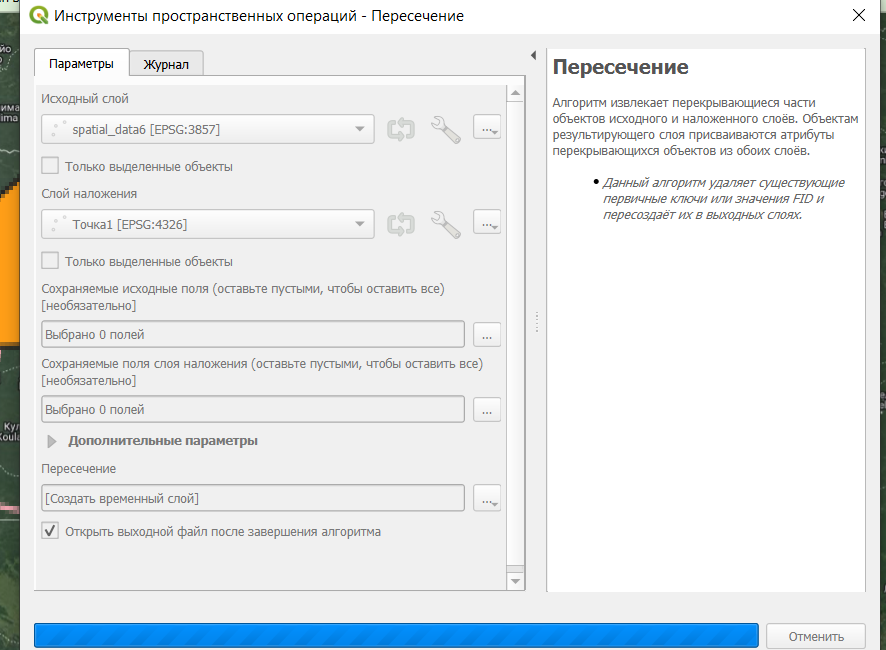 Инструменты пространственных операций - Пересечение
Параметры
Журнал
Исходный слой
spatial_data6 [EPSG:3857]
...
Только выделенные объекты
Слой наложения
Точка1 [EPSG:4326]
...
Только выделенные объекты
Сохраняемые исходные поля (оставьте пустыми, чтобы оставить все)
[необязательно]
Выбрано 0 полей
...
Сохраняемые поля слоя наложения (оставьте пустыми, чтобы оставить все)
[необязательно]
Выбрано 0 полей
...
Дополнительные параметры
Пересечение
[Создать временный слой]
...
Открыть выходной файл после завершения алгоритма
Пересечение
Алгоритм извлекает перекрывающиеся части
объектов исходного и наложенного слоёв. Объектам
результирующего слоя присваиваются атрибуты
перекрывающихся объектов из обоих слоёв.
• Данный алгоритм удаляет существующие
первичные ключи или значения FID и
пересоздаёт их в выходных слоях.
Отменить